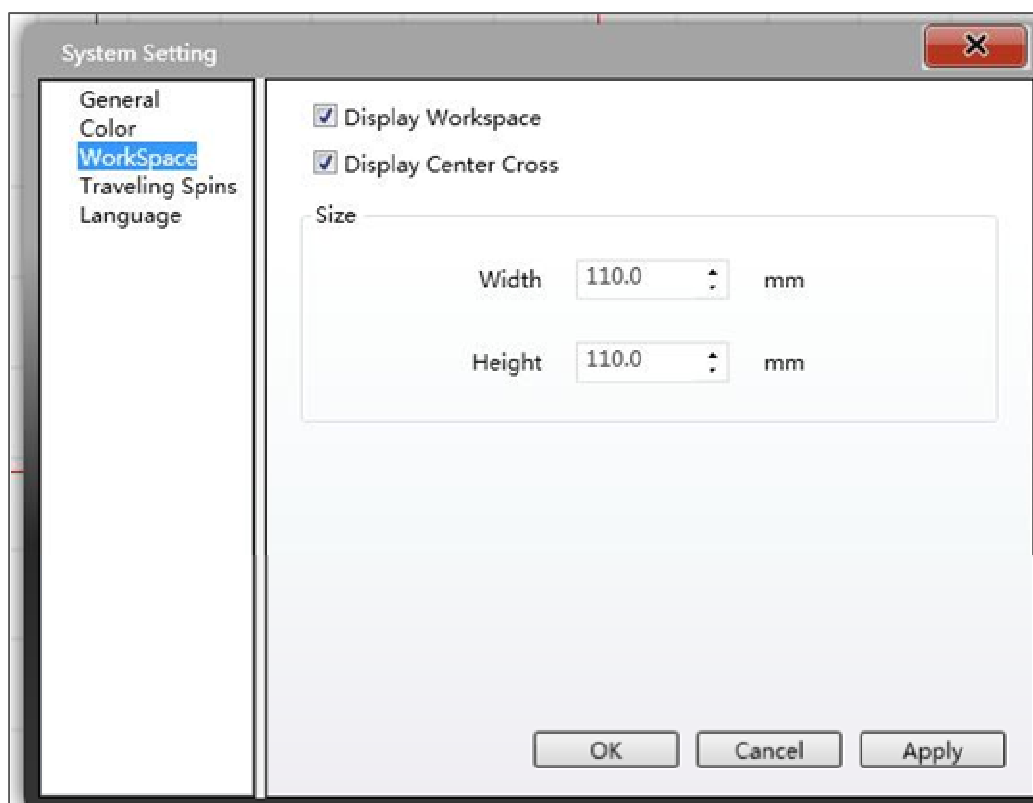 System Setting
General
Color
WorkSpace
Traveling Spins
Language
Display Workspace
Display Center Cross
Size
Width 110.0 mm
Height 110.0 mm
OK Cancel Apply